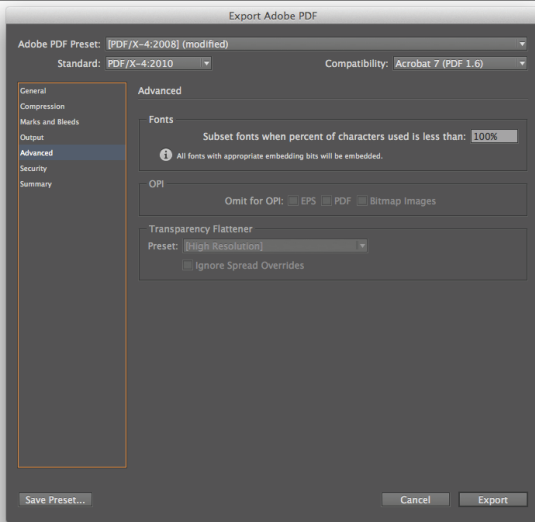 Export Adobe PDF
Adobe PDF Preset: [PDF/X-4:2008] (modified)
Standard: PDF/X-4:2010 Compatibility: Acrobat 7 (PDF 1.6)
General
Compression
Marks and Bleeds
Output
Advanced
Security
Summary
Advanced
Fonts
Subset fonts when percent of characters used is less than: 100%
i All fonts with appropriate embedding bits will be embedded.
OPI
Omit for OPI: EPS PDF Bitmap Images
Transparency Flattener
Preset: [High Resolution]
Ignore Spread Overrides
Save Preset... Cancel Export